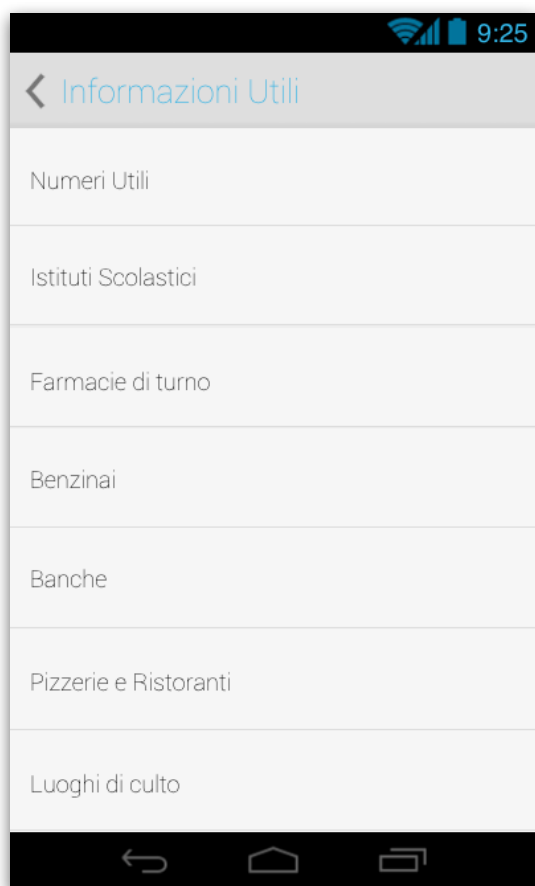 9:25
Informazioni Utili
Numeri Utili
Istituti Scolastici
Farmacie di turno
Benzinai
Banche
Pizzerie e Ristoranti
Luoghi di culto